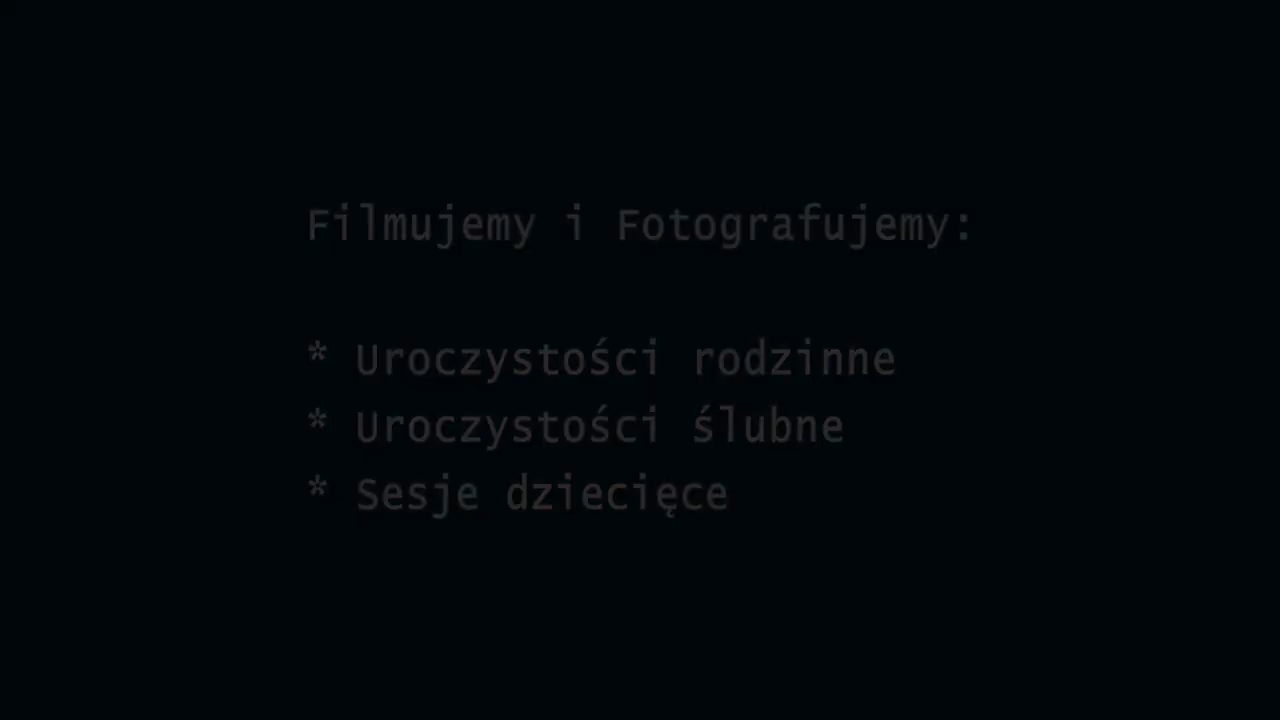 Filmujemy i Fotografujemy:
* Uroczystości rodzinne
* Uroczystości ślubne
* Sesje dziecięce